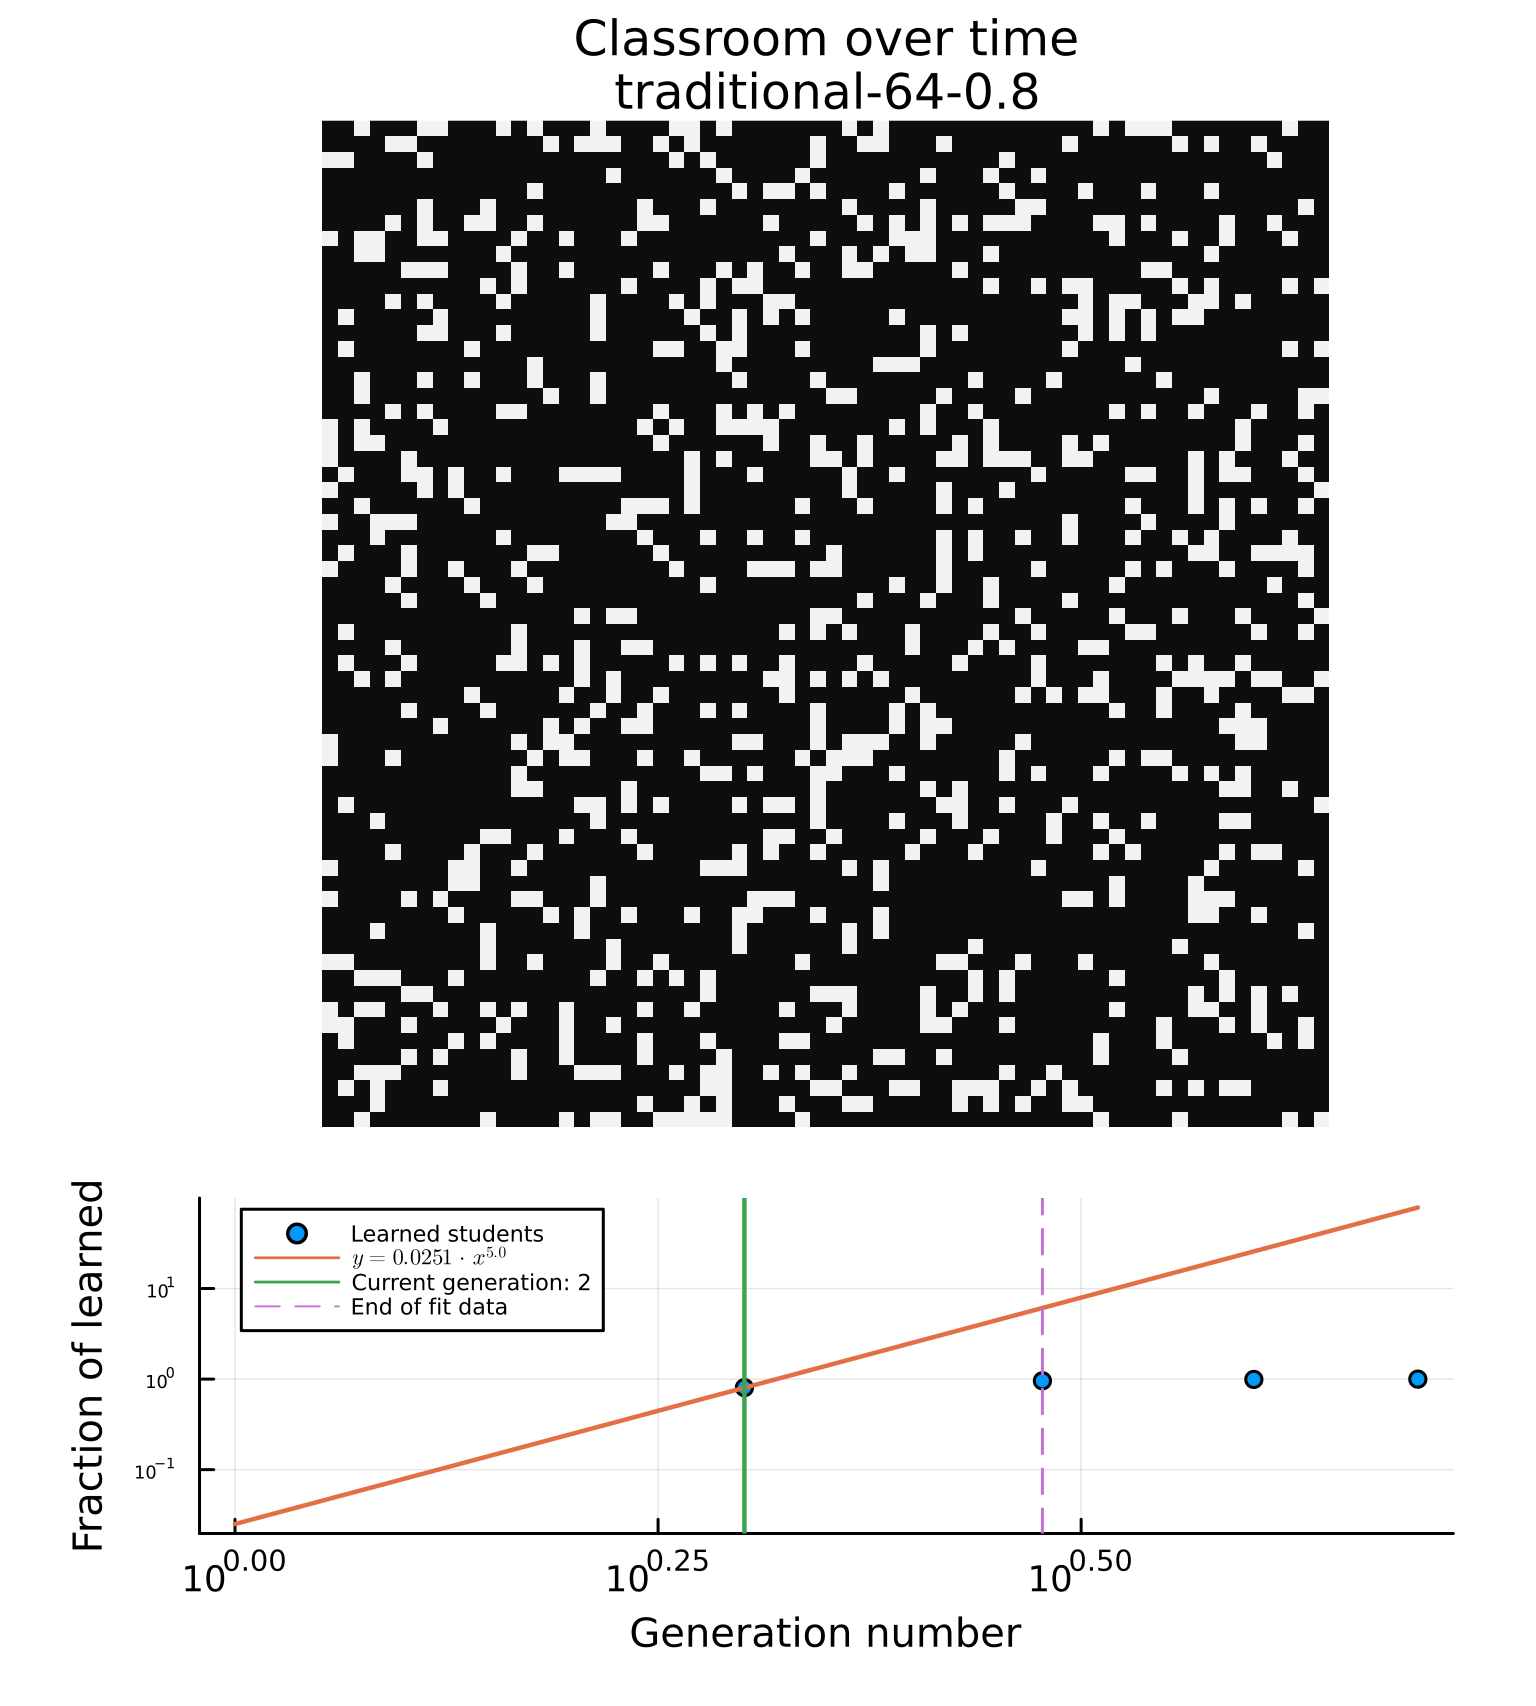 Classroom over time
traditional-64-0.8
Fraction of learned
Learned students
y = 0.0251 · x^5.0
Current generation: 2
End of fit data
10^1
10^0
10^−1
10^0.00
10^0.25
10^0.50
Generation number